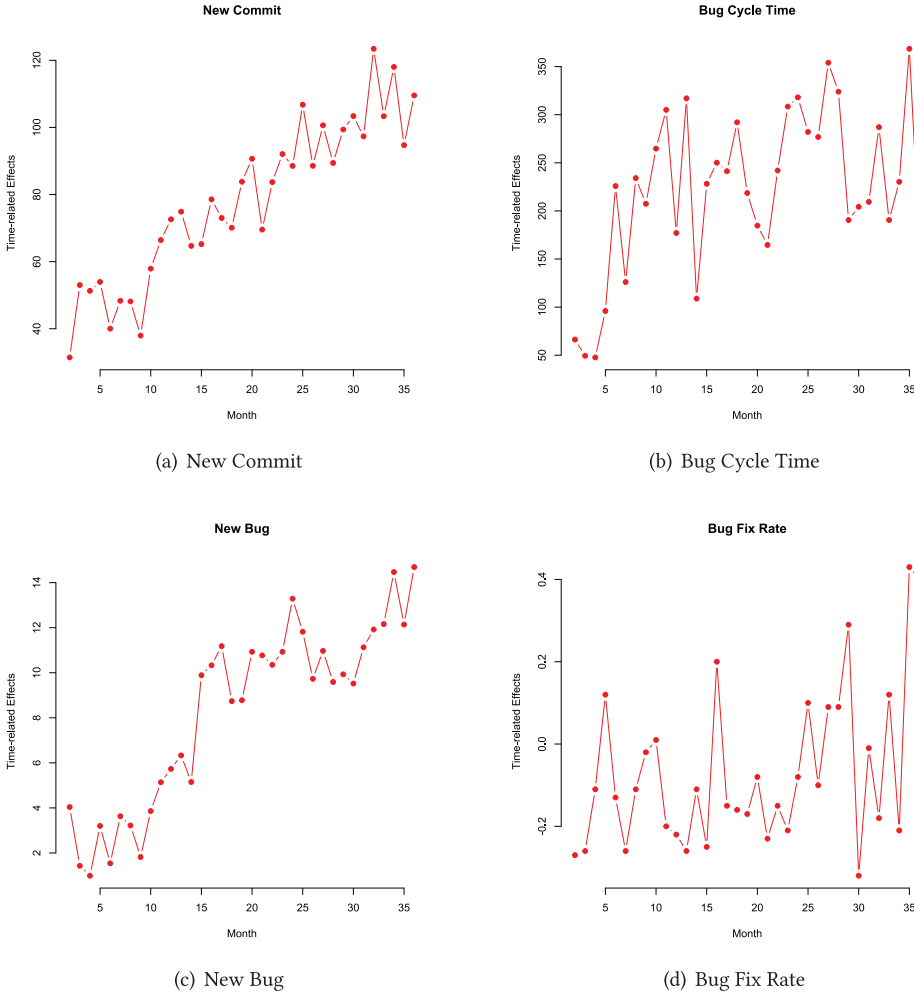 New Commit
Time-related Effects
120
100
80
60
40
5 10 15 20 25 30 35
Month
(a) New Commit
Bug Cycle Time
Time-related Effects
350
300
250
200
150
100
50
5 10 15 20 25 30 35
Month
(b) Bug Cycle Time
New Bug
Time-related Effects
14
12
10
8
6
4
2
5 10 15 20 25 30 35
Month
(c) New Bug
Bug Fix Rate
Time-related Effects
0.4
0.2
0.0
-0.2
5 10 15 20 25 30 35
Month
(d) Bug Fix Rate